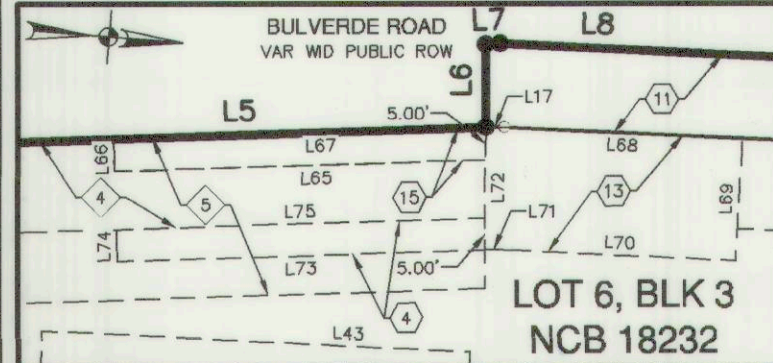 BULVERDE ROAD
VAR WID PUBLIC ROW
L7
L8
L6
L5
5.00'
L17
11
L67
L68
L66
L65
L72
4
5
15
13
L69
L75
L71
L74
L70
L73
5.00'
4
LOT 6, BLK 3
NCB 18232
L43